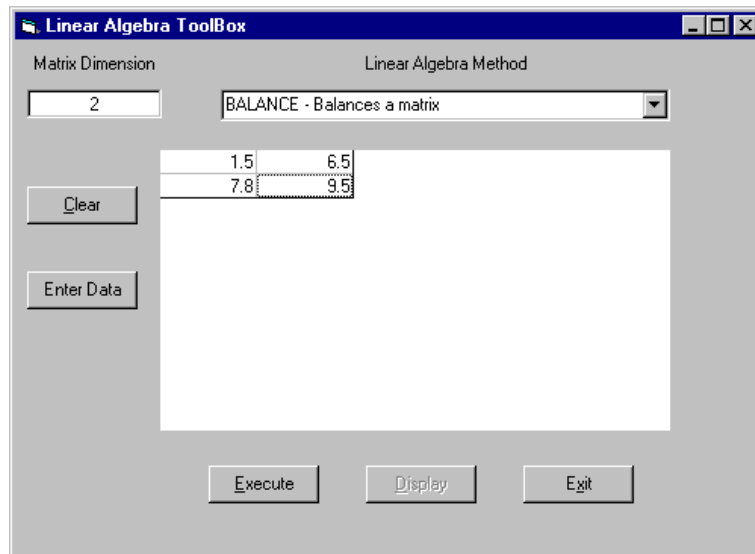 Linear Algebra ToolBox
Matrix Dimension Linear Algebra Method
2 BALANCE - Balances a matrix
1.5 6.5
7.8 9.5
Clear
Enter Data
Execute Display Exit